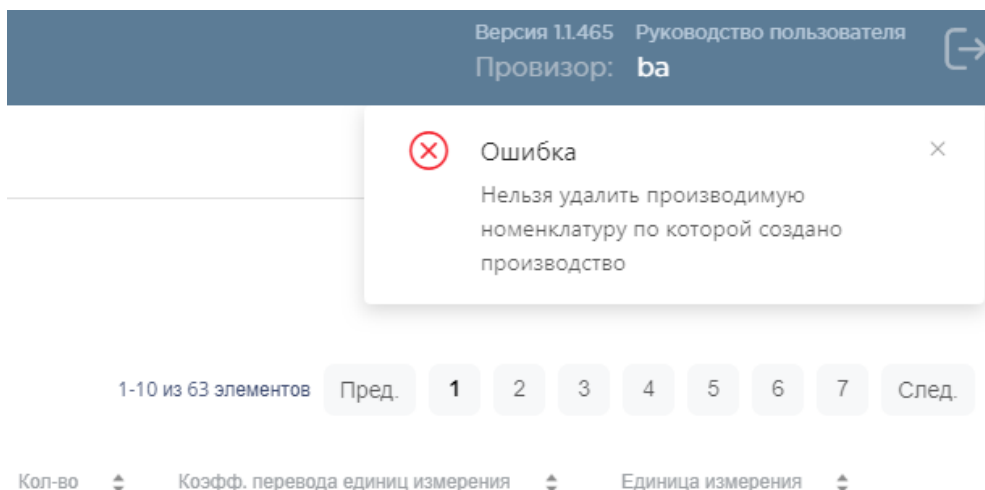 Версия 1.1.465 Руководство пользователя
Провизор: ba
Ошибка
Нельзя удалить производимую
номенклатуру по которой создано
производство
1-10 из 63 элементов Пред. 1 2 3 4 5 6 7 След.
Кол-во Коэфф. перевода единиц измерения Единица измерения